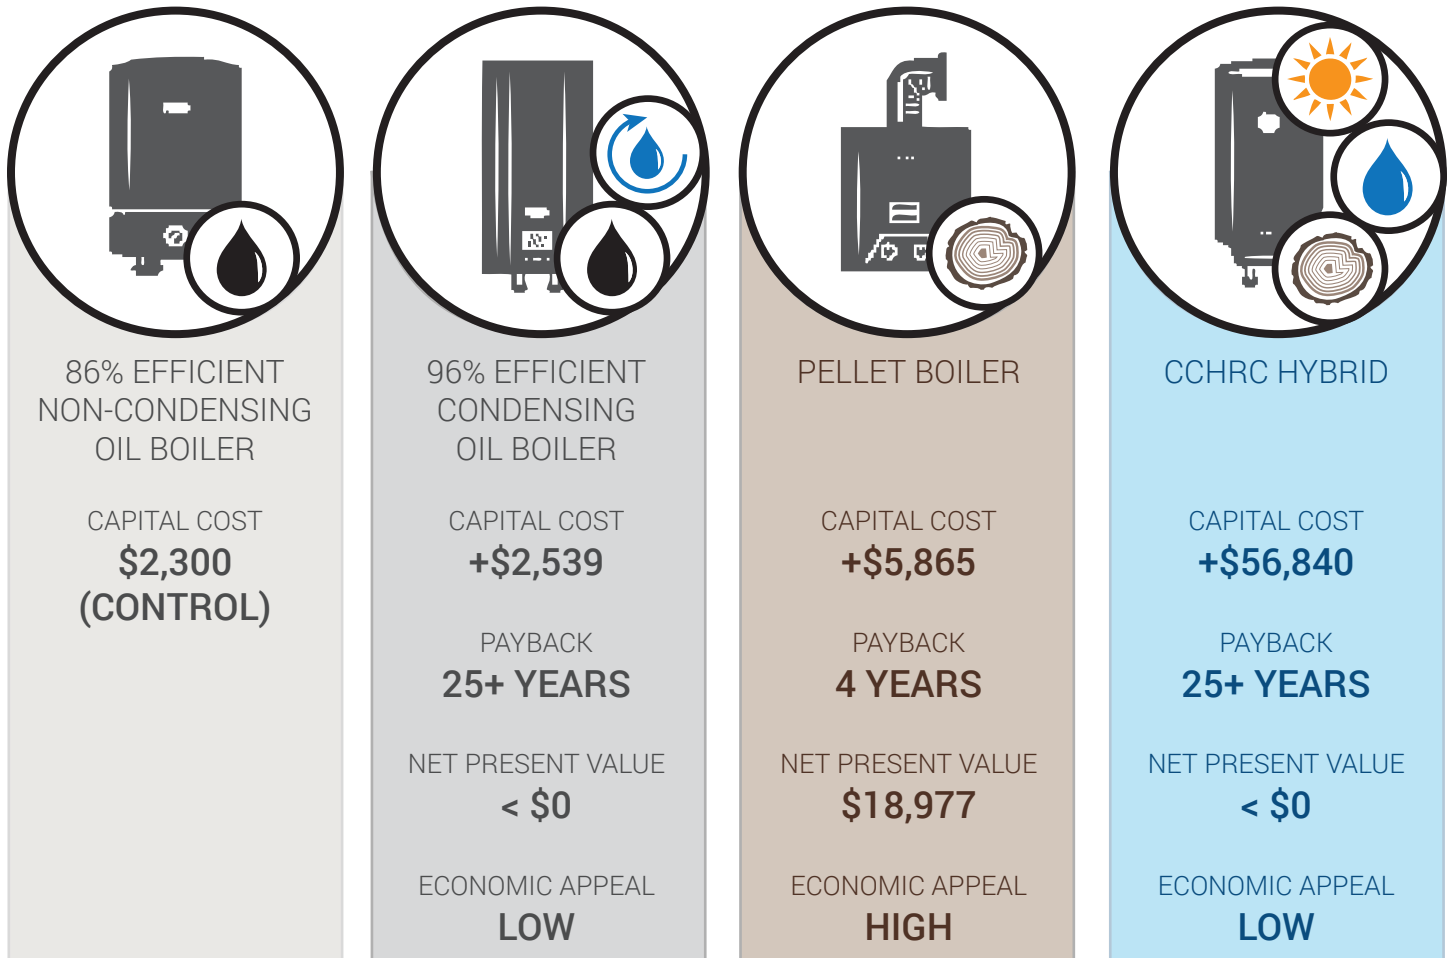 86% EFFICIENT
NON-CONDENSING
OIL BOILER
CAPITAL COST
$2,300
(CONTROL)
96% EFFICIENT
CONDENSING
OIL BOILER
CAPITAL COST
+$2,539
PAYBACK
25+ YEARS
NET PRESENT VALUE
< $0
ECONOMIC APPEAL
LOW
PELLET BOILER
CAPITAL COST
+$5,865
PAYBACK
4 YEARS
NET PRESENT VALUE
$18,977
ECONOMIC APPEAL
HIGH
CCHRC HYBRID
CAPITAL COST
+$56,840
PAYBACK
25+ YEARS
NET PRESENT VALUE
< $0
ECONOMIC APPEAL
LOW